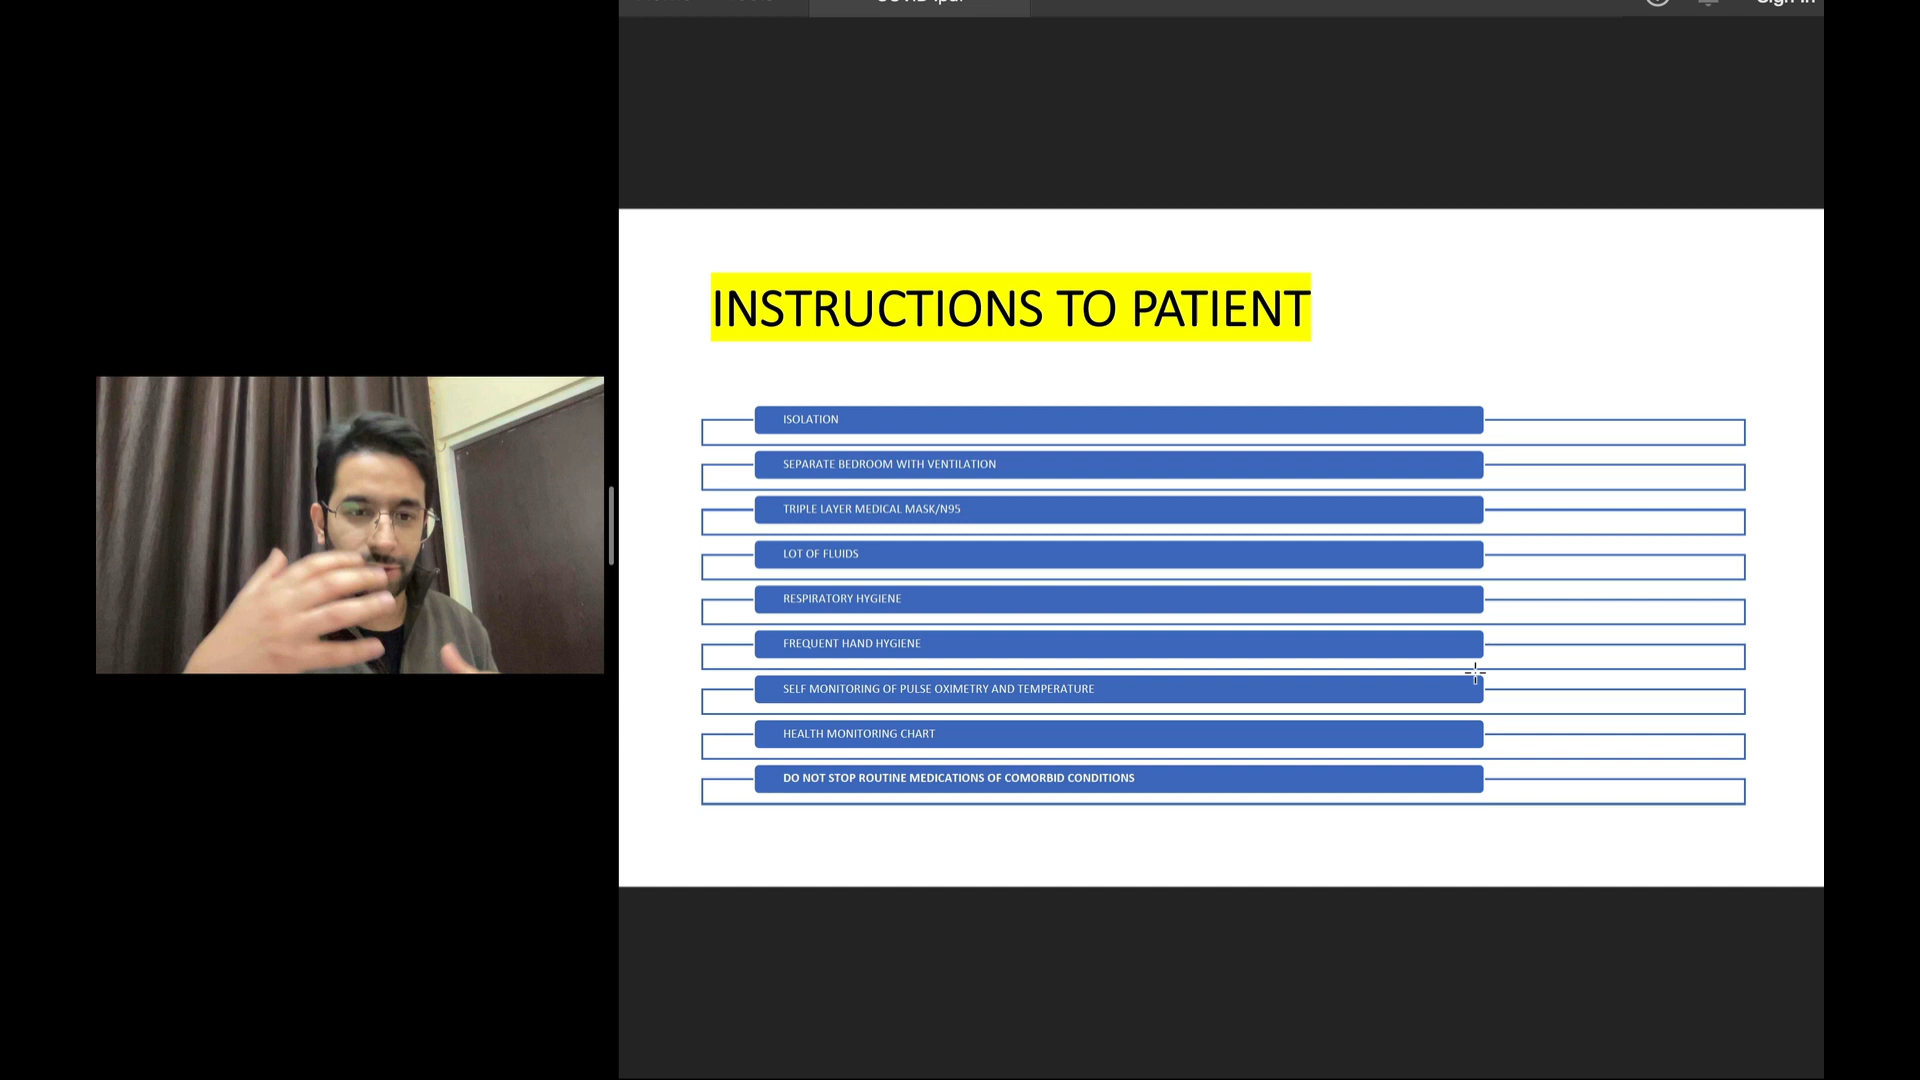 Sign In
INSTRUCTIONS TO PATIENT
ISOLATION
SEPARATE BEDROOM WITH VENTILATION
TRIPLE LAYER MEDICAL MASK/N95
LOT OF FLUIDS
RESPIRATORY HYGIENE
FREQUENT HAND HYGIENE
SELF MONITORING OF PULSE OXIMETRY AND TEMPERATURE
HEALTH MONITORING CHART
DO NOT STOP ROUTINE MEDICATIONS OF COMORBID CONDITIONS